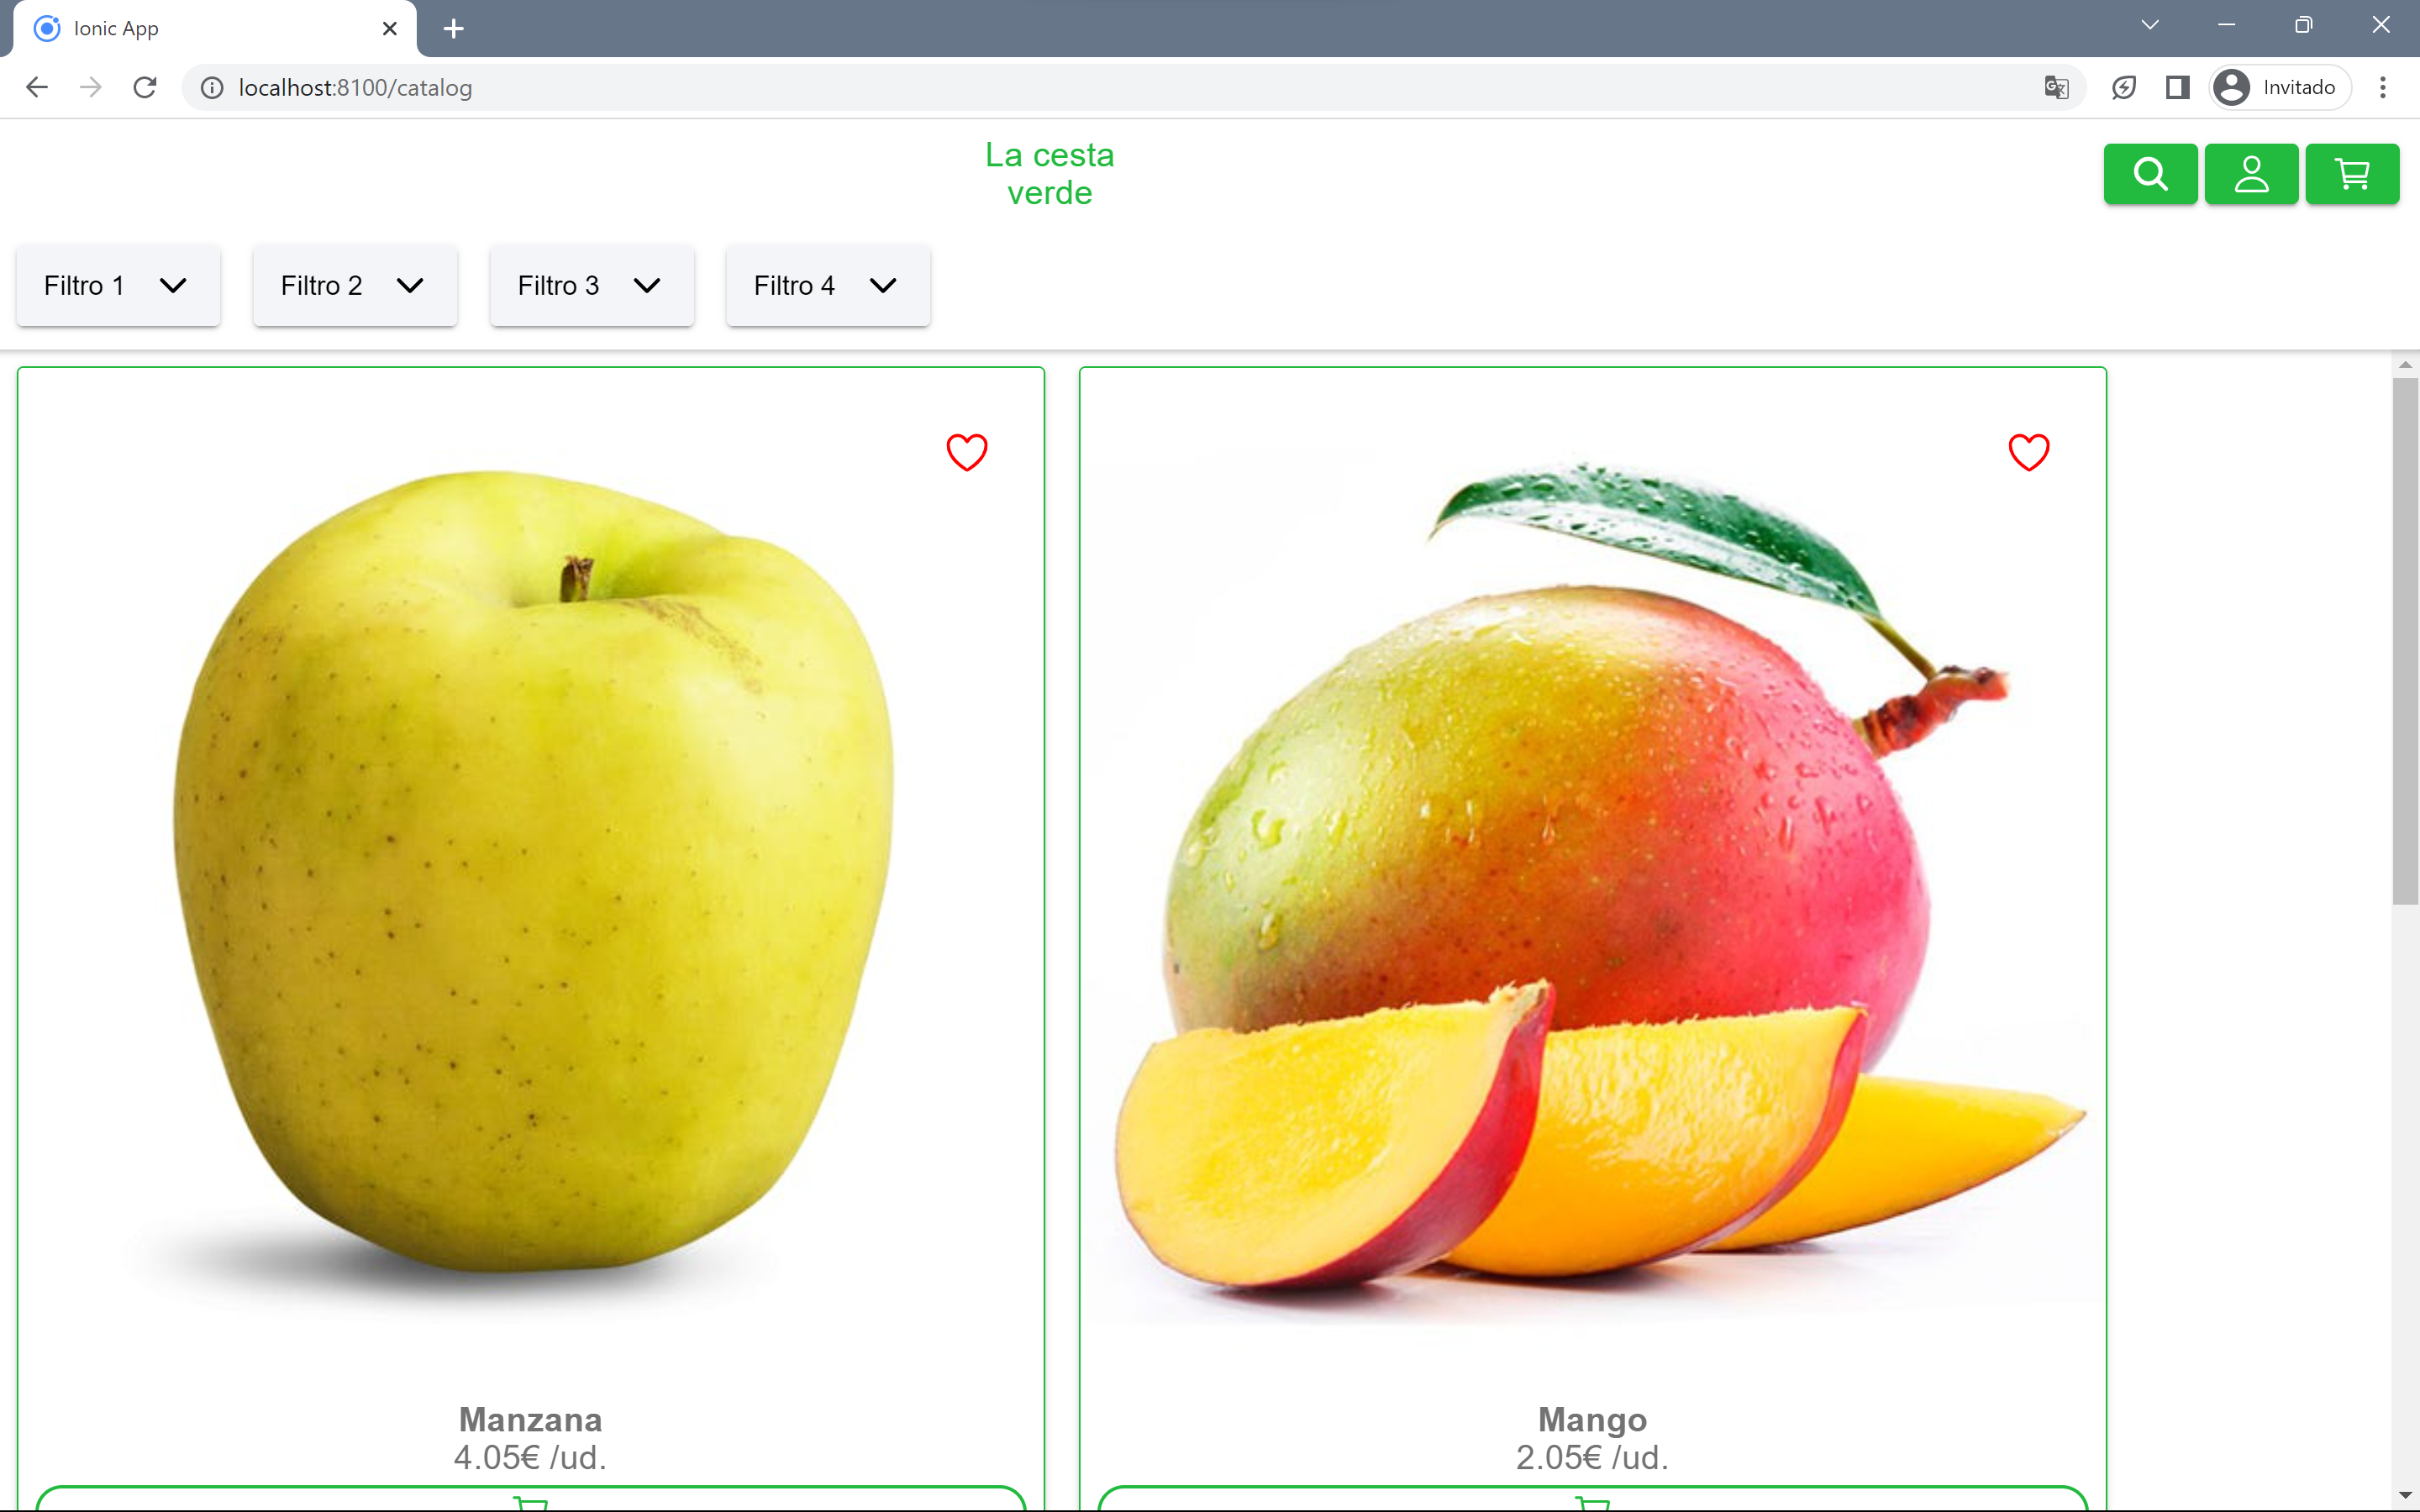 Ionic App
localhost:8100/catalog
Invitado
La cesta
verde
Filtro 1
Filtro 2
Filtro 3
Filtro 4
Manzana
4.05€ /ud.
Mango
2.05€ /ud.